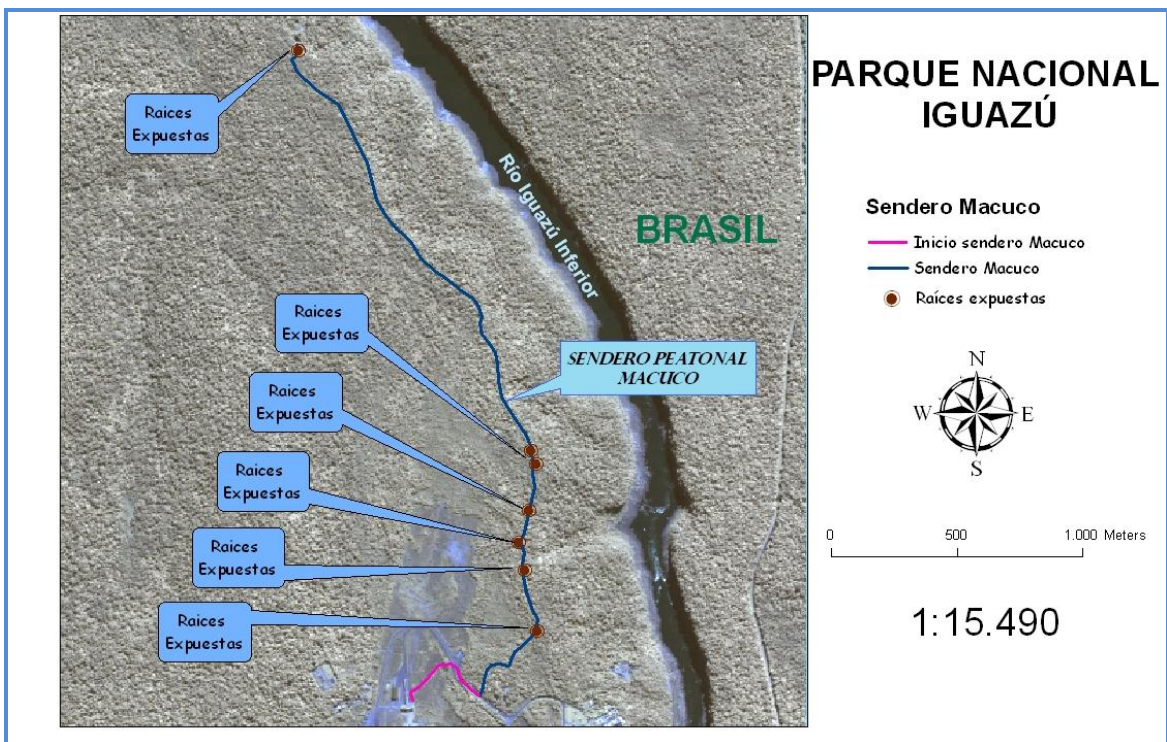 PARQUE NACIONAL
IGUAZÚ
Raices
Expuestas
Río Iguazú Inferior
BRASIL
Sendero Macuco
Inicio sendero Macuco
Sendero Macuco
Raíces expuestas
Raices
Expuestas
SENDERO PEATONAL
MACUCO
Raices
Expuestas
N
W
E
S
Raices
Expuestas
Raices
Expuestas
0 500 1.000 Meters
Raices
Expuestas
1:15.490